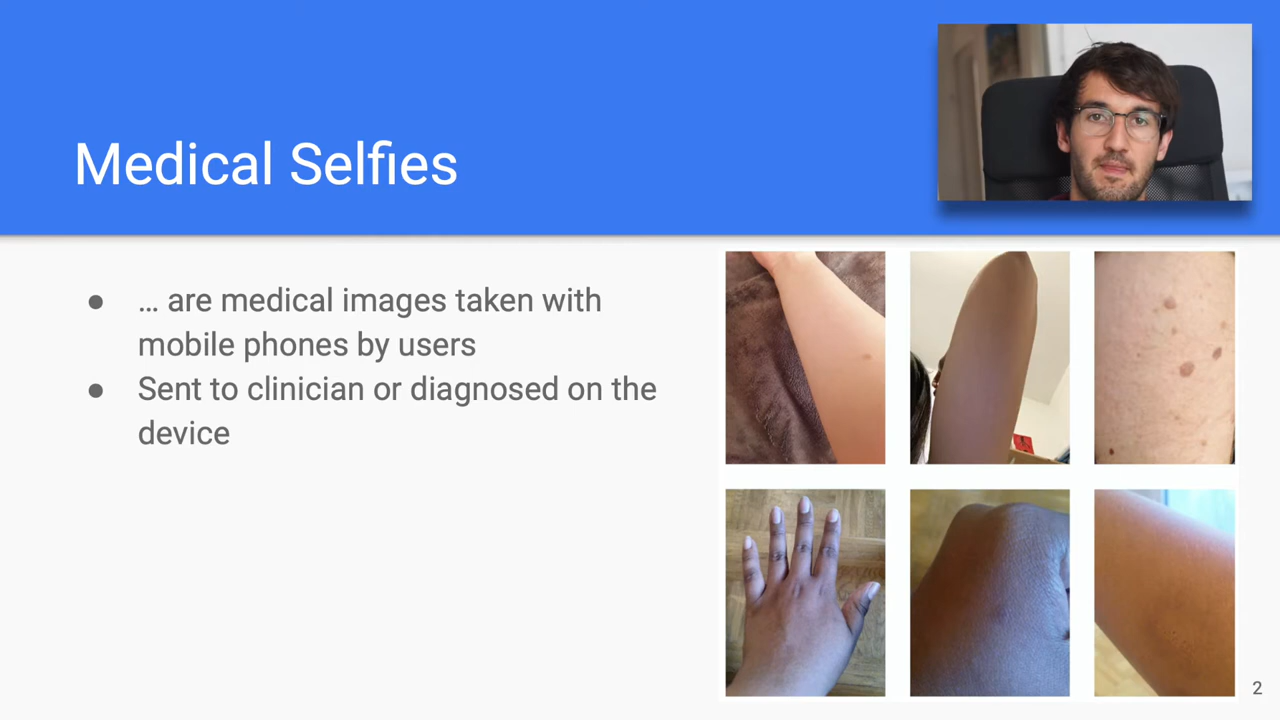 Medical Selfies
● … are medical images taken with
mobile phones by users
● Sent to clinician or diagnosed on the
device
2